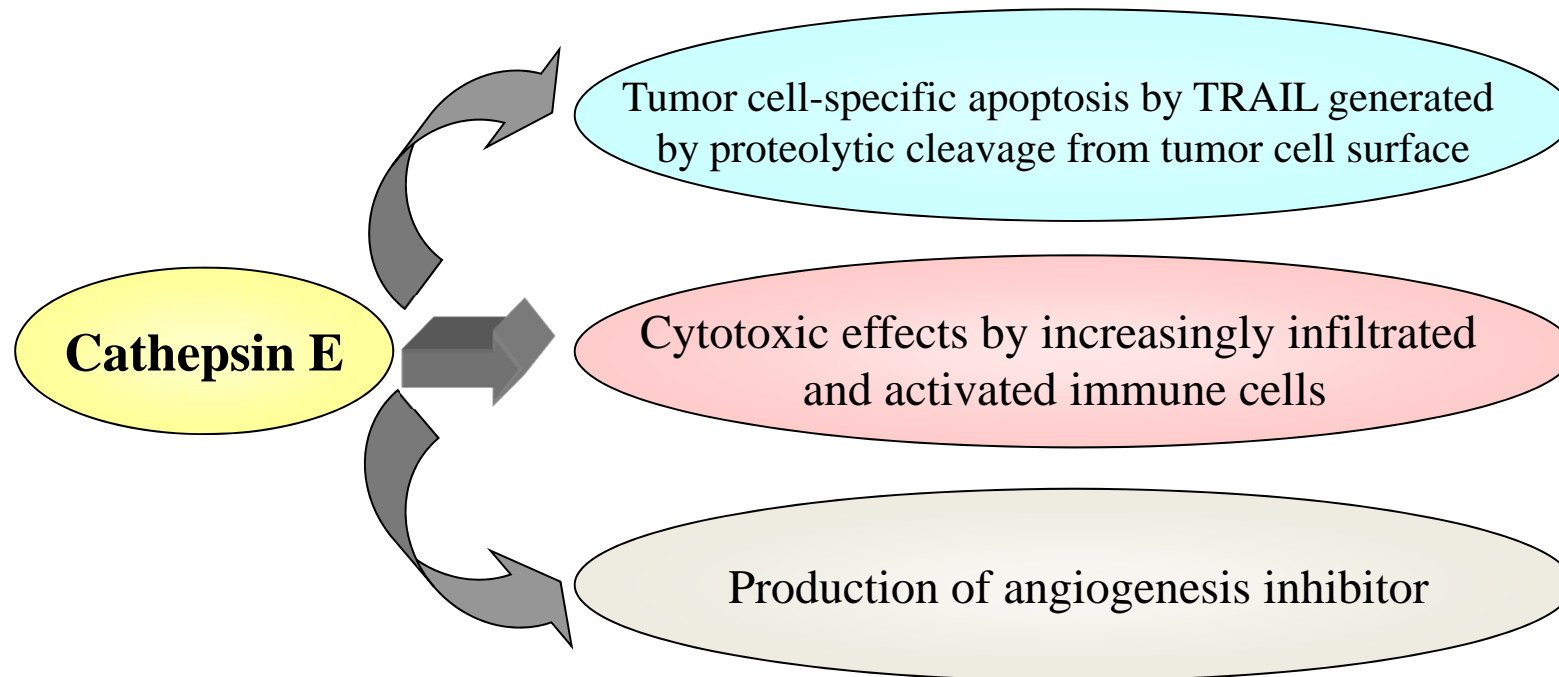 Tumor cell-specific apoptosis by TRAIL generated
by proteolytic cleavage from tumor cell surface
Cathepsin E
Cytotoxic effects by increasingly infiltrated
and activated immune cells
Production of angiogenesis inhibitor